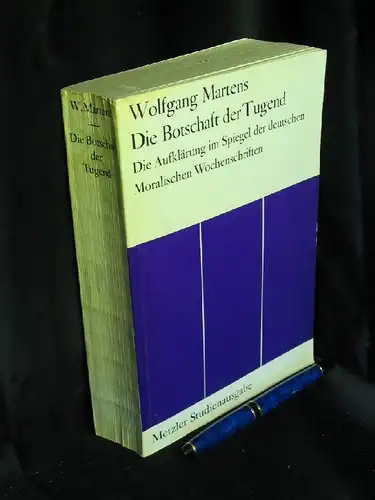 W. Martens
Die Botschaft
der
Tugend
Wolfgang Martens
Die Botschaft der Tugend
Die Aufklärung im Spiegel der deutschen
Moralischen Wochenschriften
Metzler Studienausgabe